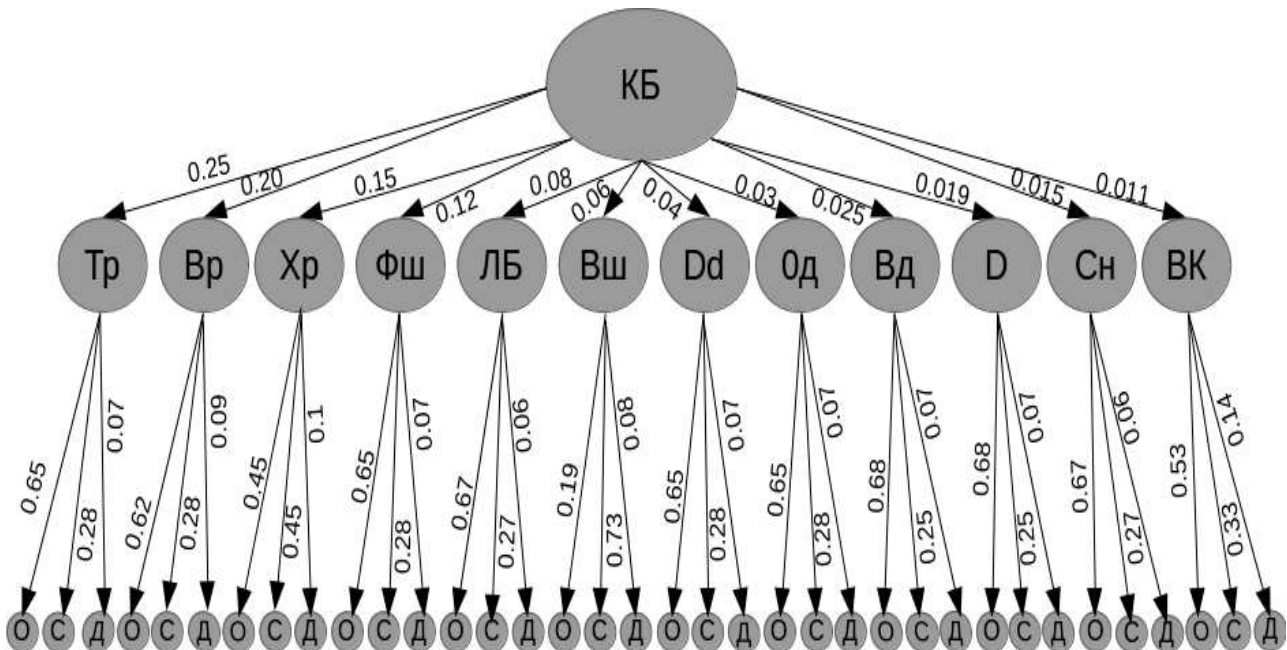 КБ
0.25 0.20 0.15 0.12 0.08 0.06 0.04 0.03 0.025 0.019 0.015 0.011
Тр Вр Хр Фш ЛБ Вш Dd 0д Вд D Сн ВК
0.65 0.28 0.07 0.62 0.28 0.09 0.45 0.45 0.1 0.65 0.28 0.07 0.67 0.27 0.06 0.19 0.73 0.08 0.65 0.28 0.07 0.65 0.28 0.07 0.68 0.25 0.07 0.68 0.25 0.07 0.67 0.27 0.06 0.53 0.33 0.14
О С Д О С Д О С Д О С Д О С Д О С Д О С Д О С Д О С Д О С Д О С Д О С Д